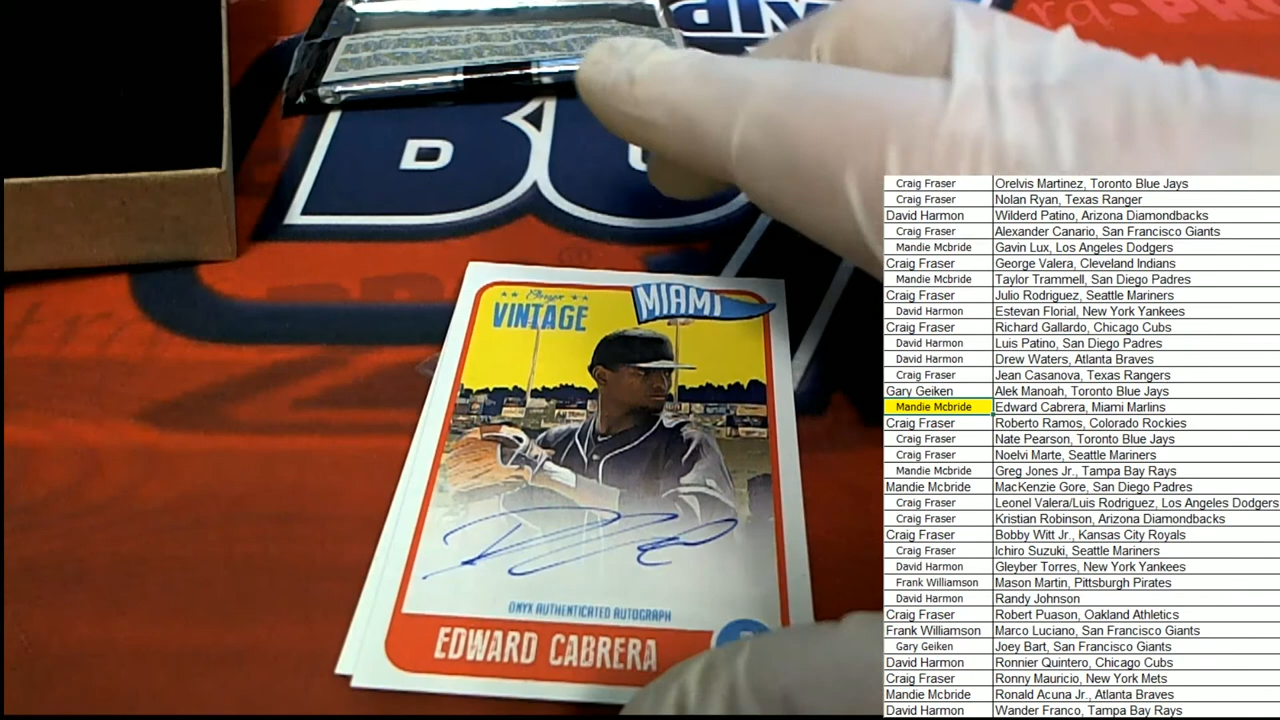 Onyx
VINTAGE
MIAMI
ONYX AUTHENTICATED AUTOGRAPH
EDWARD CABRERA
Craig Fraser Orelvis Martinez, Toronto Blue Jays
Craig Fraser Nolan Ryan, Texas Ranger
David Harmon Wilderd Patino, Arizona Diamondbacks
Craig Fraser Alexander Canario, San Francisco Giants
Mandie Mcbride Gavin Lux, Los Angeles Dodgers
Craig Fraser George Valera, Cleveland Indians
Mandie Mcbride Taylor Trammell, San Diego Padres
Craig Fraser Julio Rodriguez, Seattle Mariners
David Harmon Estevan Florial, New York Yankees
Craig Fraser Richard Gallardo, Chicago Cubs
David Harmon Luis Patino, San Diego Padres
David Harmon Drew Waters, Atlanta Braves
Craig Fraser Jean Casanova, Texas Rangers
Gary Geiken Alek Manoah, Toronto Blue Jays
Mandie Mcbride Edward Cabrera, Miami Marlins
Craig Fraser Roberto Ramos, Colorado Rockies
Craig Fraser Nate Pearson, Toronto Blue Jays
Craig Fraser Noelvi Marte, Seattle Mariners
Mandie Mcbride Greg Jones Jr., Tampa Bay Rays
Mandie Mcbride MacKenzie Gore, San Diego Padres
Craig Fraser Leonel Valera/Luis Rodriguez, Los Angeles Dodgers
Craig Fraser Kristian Robinson, Arizona Diamondbacks
Craig Fraser Bobby Witt Jr., Kansas City Royals
Craig Fraser Ichiro Suzuki, Seattle Mariners
David Harmon Gleyber Torres, New York Yankees
Frank Williamson Mason Martin, Pittsburgh Pirates
David Harmon Randy Johnson
Craig Fraser Robert Puason, Oakland Athletics
Frank Williamson Marco Luciano, San Francisco Giants
Gary Geiken Joey Bart, San Francisco Giants
David Harmon Ronnier Quintero, Chicago Cubs
Craig Fraser Ronny Mauricio, New York Mets
Mandie Mcbride Ronald Acuna Jr., Atlanta Braves
David Harmon Wander Franco, Tampa Bay Rays